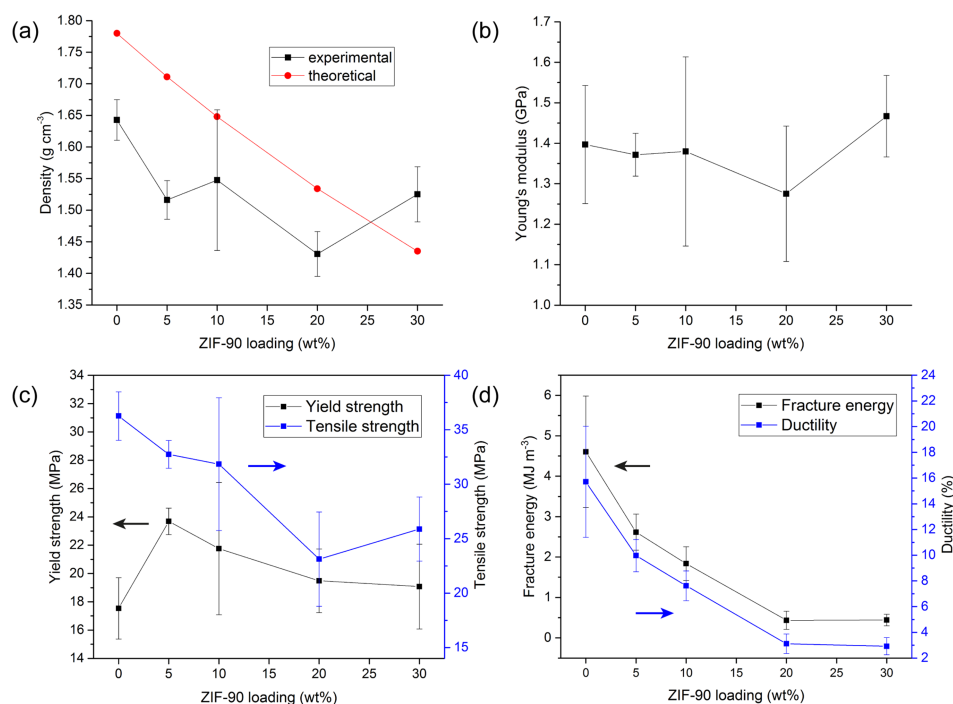 (a)
1.80
1.75
1.70
1.65
1.60
1.55
1.50
1.45
1.40
1.35
Density (g cm-3)
experimental
theoretical
0 5 10 15 20 25 30
ZIF-90 loading (wt%)
(b)
1.7
1.6
1.5
1.4
1.3
1.2
1.1
1.0
Young's modulus (GPa)
0 5 10 15 20 25 30
ZIF-90 loading (wt%)
(c)
34
32
30
28
26
24
22
20
18
16
14
Yield strength (MPa)
Yield strength
Tensile strength
40
35
30
25
20
15
Tensile strength (MPa)
0 5 10 15 20 25 30
ZIF-90 loading (wt%)
(d)
6
5
4
3
2
1
0
Fracture energy (MJ m-3)
Fracture energy
Ductility
24
22
20
18
16
14
12
10
8
6
4
2
Ductility (%)
0 5 10 15 20 25 30
ZIF-90 loading (wt%)